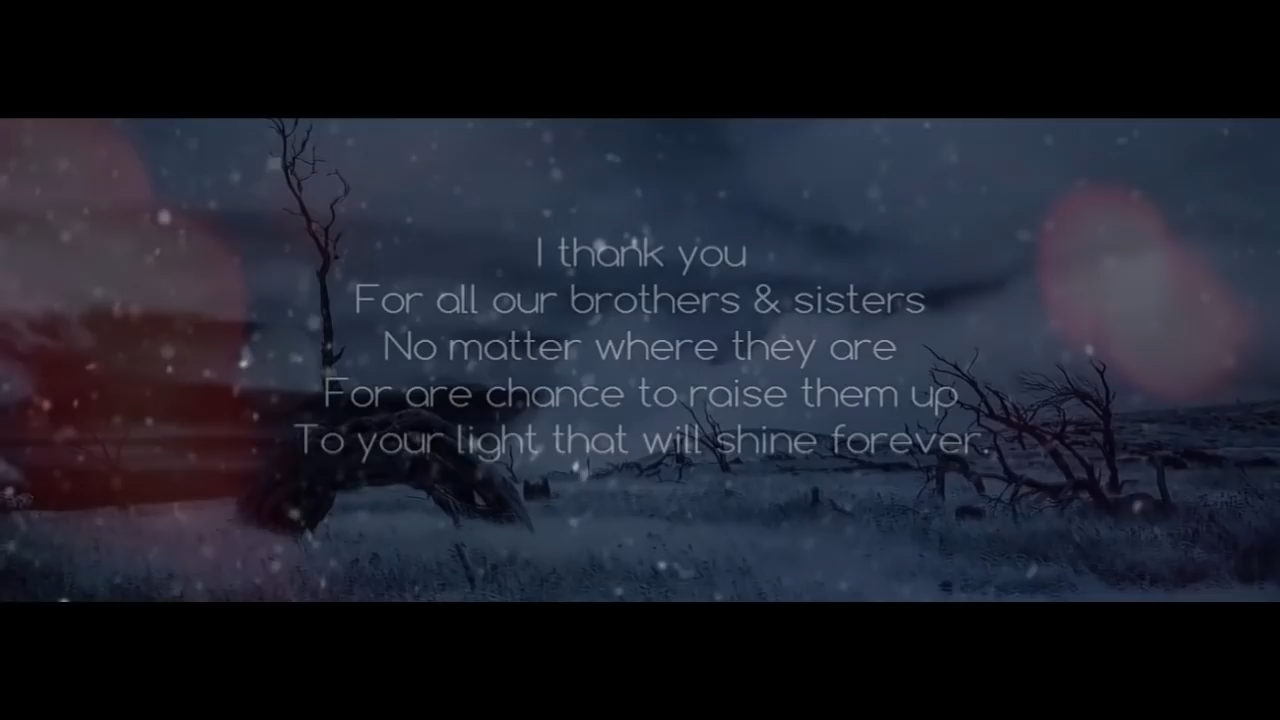 I thank you
For all our brothers & sisters
No matter where they are
For are chance to raise them up
To your light that will shine forever.